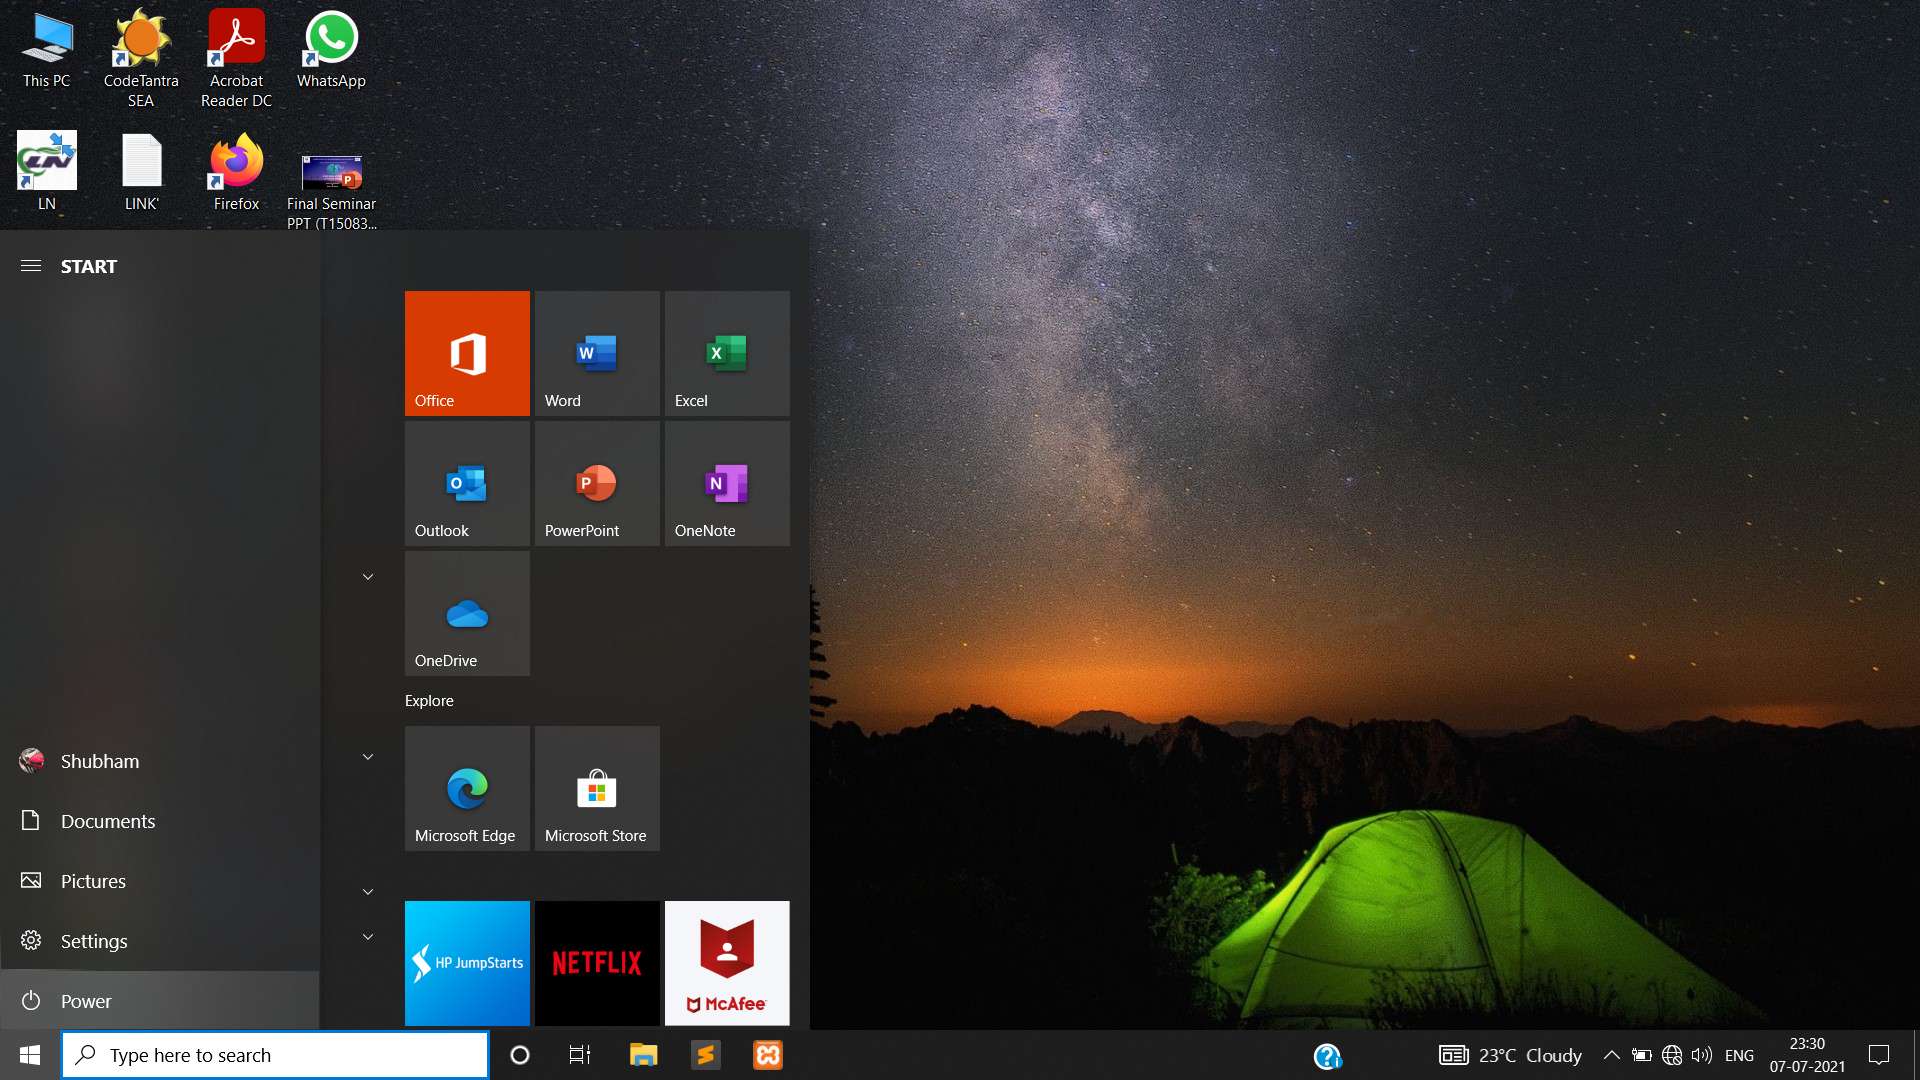 This PC
CodeTantra
SEA
Acrobat
Reader DC
WhatsApp
LN
LINK'
Firefox
Final Seminar
PPT (T15083...
START
Office
Word
Excel
Outlook
PowerPoint
OneNote
OneDrive
Explore
Microsoft Edge
Microsoft Store
HP JumpStarts
NETFLIX
McAfee
Shubham
Documents
Pictures
Settings
Power
Type here to search
23°C Cloudy
ENG
23:30
07-07-2021